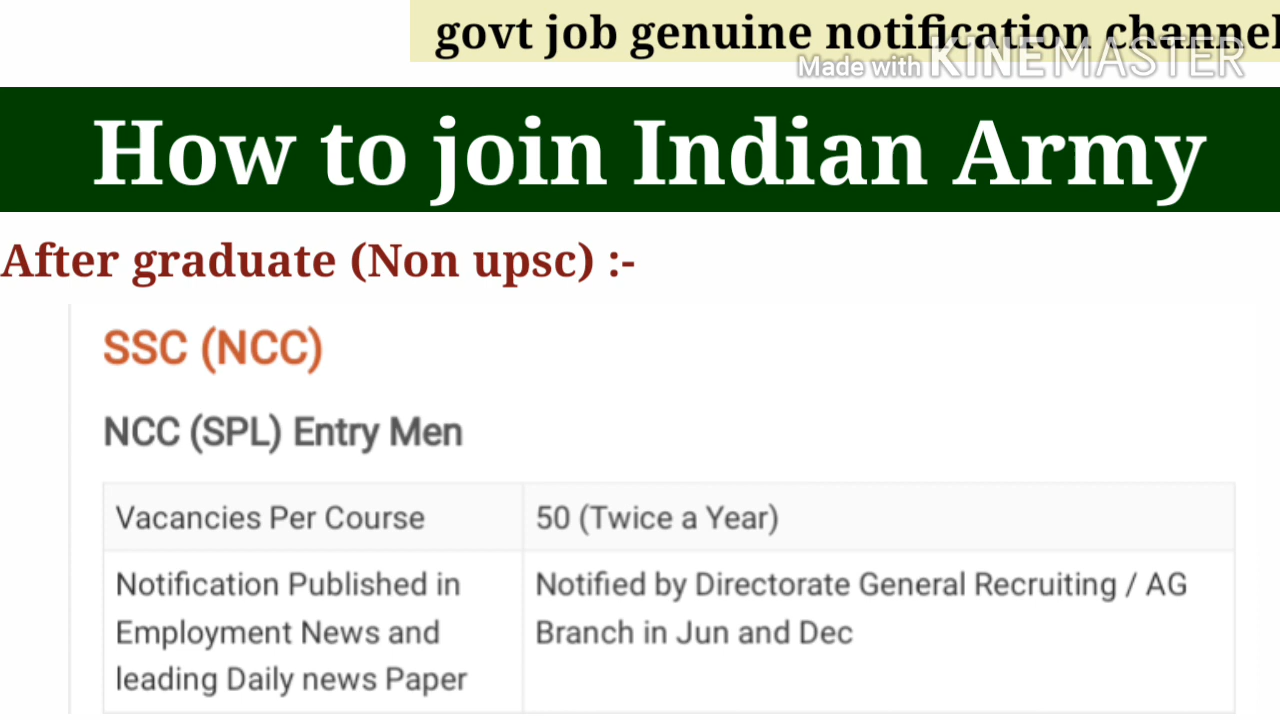 govt job genuine notification channel
Made with KINEMASTER
How to join Indian Army
After graduate (Non upsc) :-
SSC (NCC)
NCC (SPL) Entry Men
Vacancies Per Course
50 (Twice a Year)
Notification Published in
Employment News and
leading Daily news Paper
Notified by Directorate General Recruiting / AG
Branch in Jun and Dec